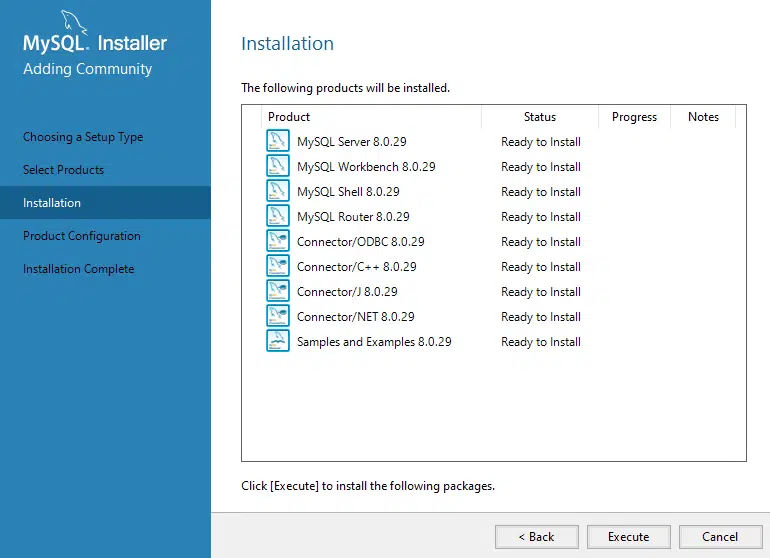 MySQL. Installer
Adding Community
Choosing a Setup Type
Select Products
Installation
Product Configuration
Installation Complete
Installation
The following products will be installed.
Product Status Progress Notes
MySQL Server 8.0.29 Ready to Install
MySQL Workbench 8.0.29 Ready to Install
MySQL Shell 8.0.29 Ready to Install
MySQL Router 8.0.29 Ready to Install
Connector/ODBC 8.0.29 Ready to Install
Connector/C++ 8.0.29 Ready to Install
Connector/J 8.0.29 Ready to Install
Connector/NET 8.0.29 Ready to Install
Samples and Examples 8.0.29 Ready to Install
Click [Execute] to install the following packages.
< Back Execute Cancel